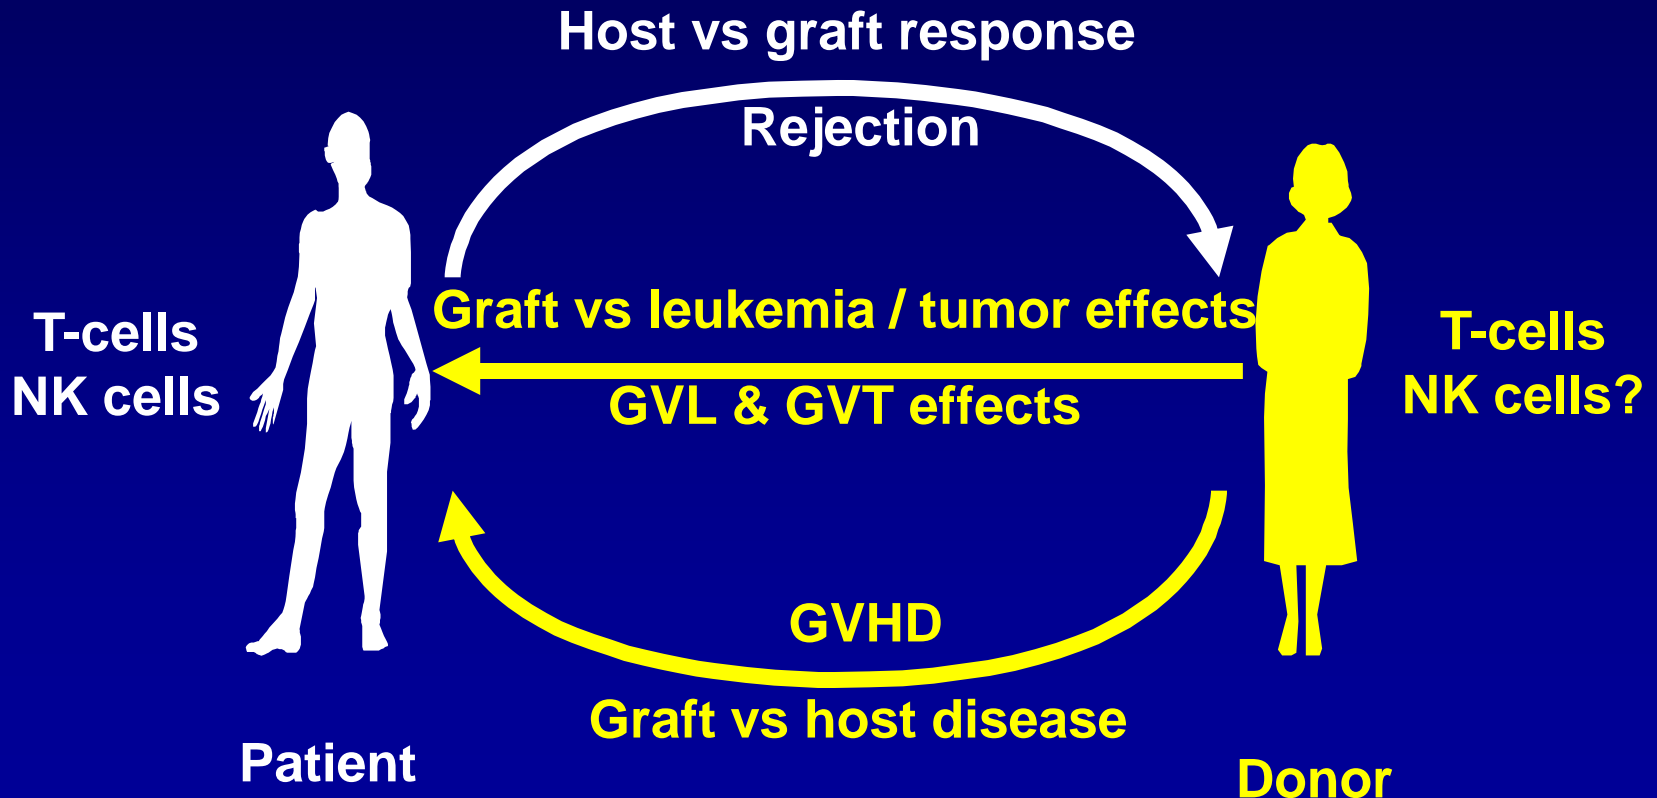 Host vs graft response
Rejection
Graft vs leukemia / tumor effects
T-cells
NK cells
T-cells
NK cells?
GVL & GVT effects
GVHD
Graft vs host disease
Patient
Donor